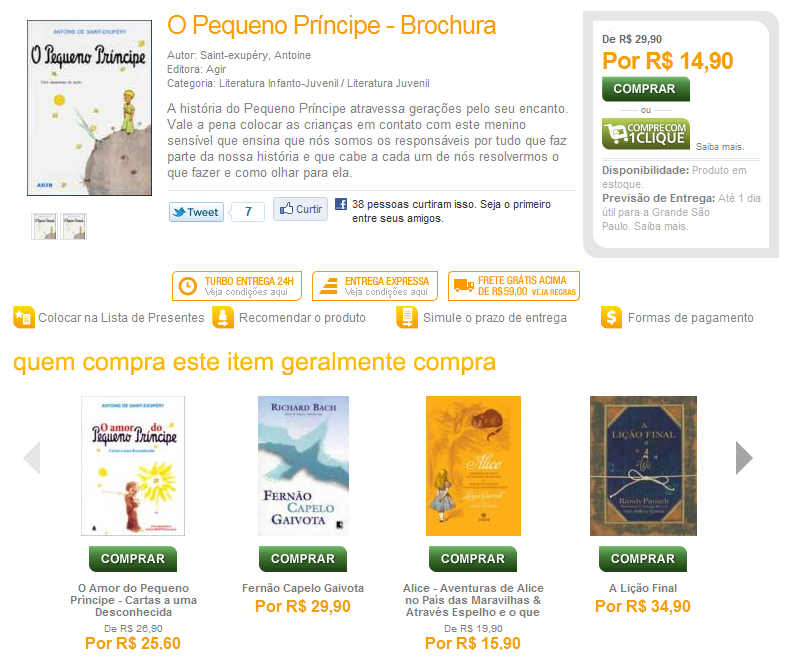 ANTOINE DE SAINT-EXUPÉRY
O Pequeno Príncipe
AGIR
O Pequeno Príncipe - Brochura
Autor: Saint-exupéry, Antoine
Editora: Agir
Categoria: Literatura Infanto-Juvenil / Literatura Juvenil
A história do Pequeno Príncipe atravessa gerações pelo seu encanto.
Vale a pena colocar as crianças em contato com este menino
sensível que ensina que nós somos os responsáveis por tudo que faz
parte da nossa história e que cabe a cada um de nós resolvermos o
que fazer e como olhar para ela.
Tweet
7
Curtir
38 pessoas curtiram isso. Seja o primeiro
entre seus amigos.
De R$ 29,90
Por R$ 14,90
COMPRAR
ou
COMPRE COM
1CLIQUE
Saiba mais.
Disponibilidade: Produto em
estoque.
Previsão de Entrega: Até 1 dia
útil para a Grande São
Paulo. Saiba mais.
TURBO ENTREGA 24H
Veja condições aqui
ENTREGA EXPRESSA
Veja condições aqui
FRETE GRÁTIS ACIMA
DE R$59,00 VEJA REGRAS
Colocar na Lista de Presentes
Recomendar o produto
Simule o prazo de entrega
Formas de pagamento
quem compra este item geralmente compra
ANTOINE DE SAINT-EXUPÉRY
O amor do
Pequeno Príncipe
Cartas a uma desconhecida
RICHARD BACH
FERNÃO
CAPELO
GAIVOTA
Alice
Lewis Carroll
A
LIÇÃO FINAL
Randy Pausch
COMPRAR
COMPRAR
COMPRAR
COMPRAR
O Amor do Pequeno
Príncipe - Cartas a uma
Desconhecida
De R$ 26,90
Por R$ 25,60
Fernão Capelo Gaivota
Por R$ 29,90
Alice - Aventuras de Alice
no País das Maravilhas &
Através Espelho e o que
De R$ 19,90
Por R$ 15,90
A Lição Final
Por R$ 34,90